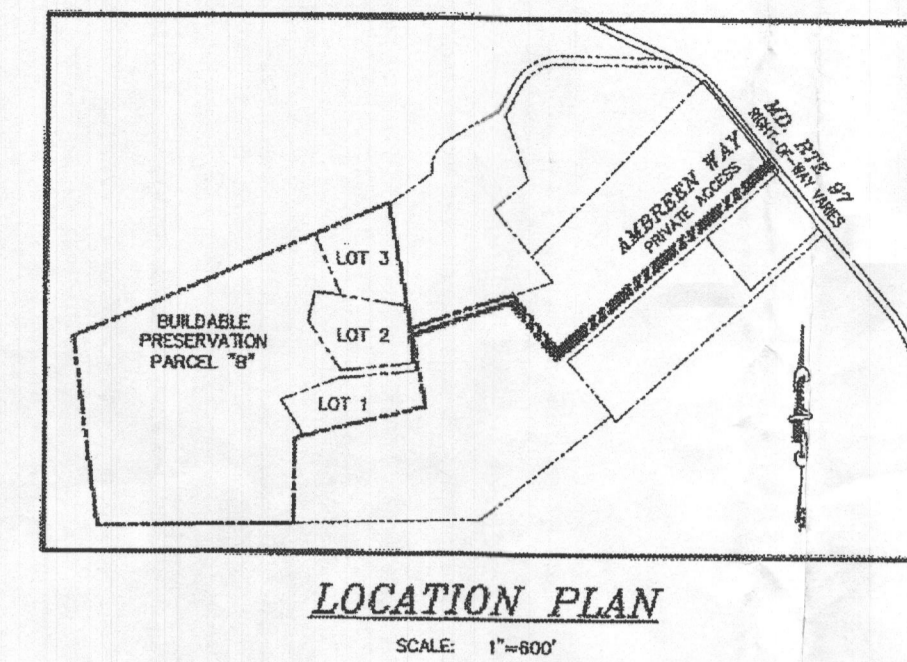 MD. RTE 97
RIGHT-OF-WAY VARIES
AMBREEN WAY
PRIVATE ACCESS
LOT 3
BUILDABLE
PRESERVATION
PARCEL "B"
LOT 2
LOT 1
LOCATION PLAN
SCALE: 1"=600'